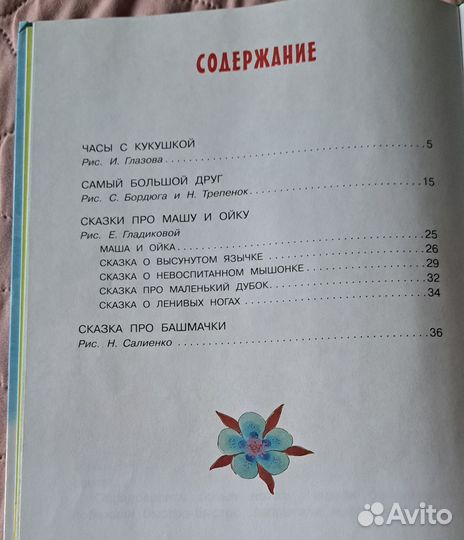 СОДЕРЖАНИЕ
ЧАСЫ С КУКУШКОЙ
Рис. И. Глазова 5
САМЫЙ БОЛЬШОЙ ДРУГ
Рис. С. Бордюга и Н. Трепенок 15
СКАЗКИ ПРО МАШУ И ОЙКУ
Рис. Е. Гладиковой
МАША И ОЙКА 25
СКАЗКА О ВЫСУНУТОМ ЯЗЫЧКЕ 26
СКАЗКА О НЕВОСПИТАННОМ МЫШОНКЕ 29
СКАЗКА ПРО МАЛЕНЬКИЙ ДУБОК 32
СКАЗКА О ЛЕНИВЫХ НОГАХ 34
СКАЗКА ПРО БАШМАЧКИ
Рис. Н. Салиенко 36
Avito